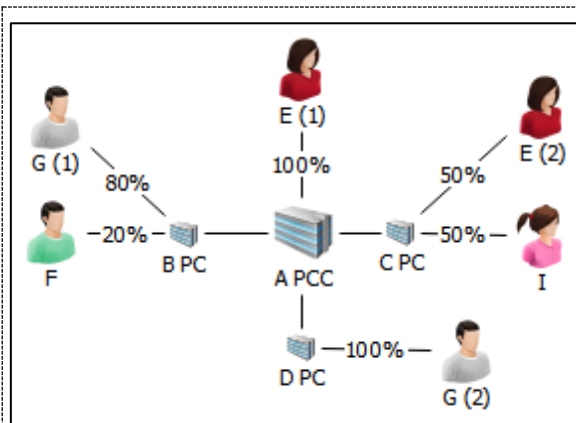 E (1)
G (1)
E (2)
100%
80%
50%
20%
50%
F
B PC
A PCC
C PC
I
100%
D PC
G (2)